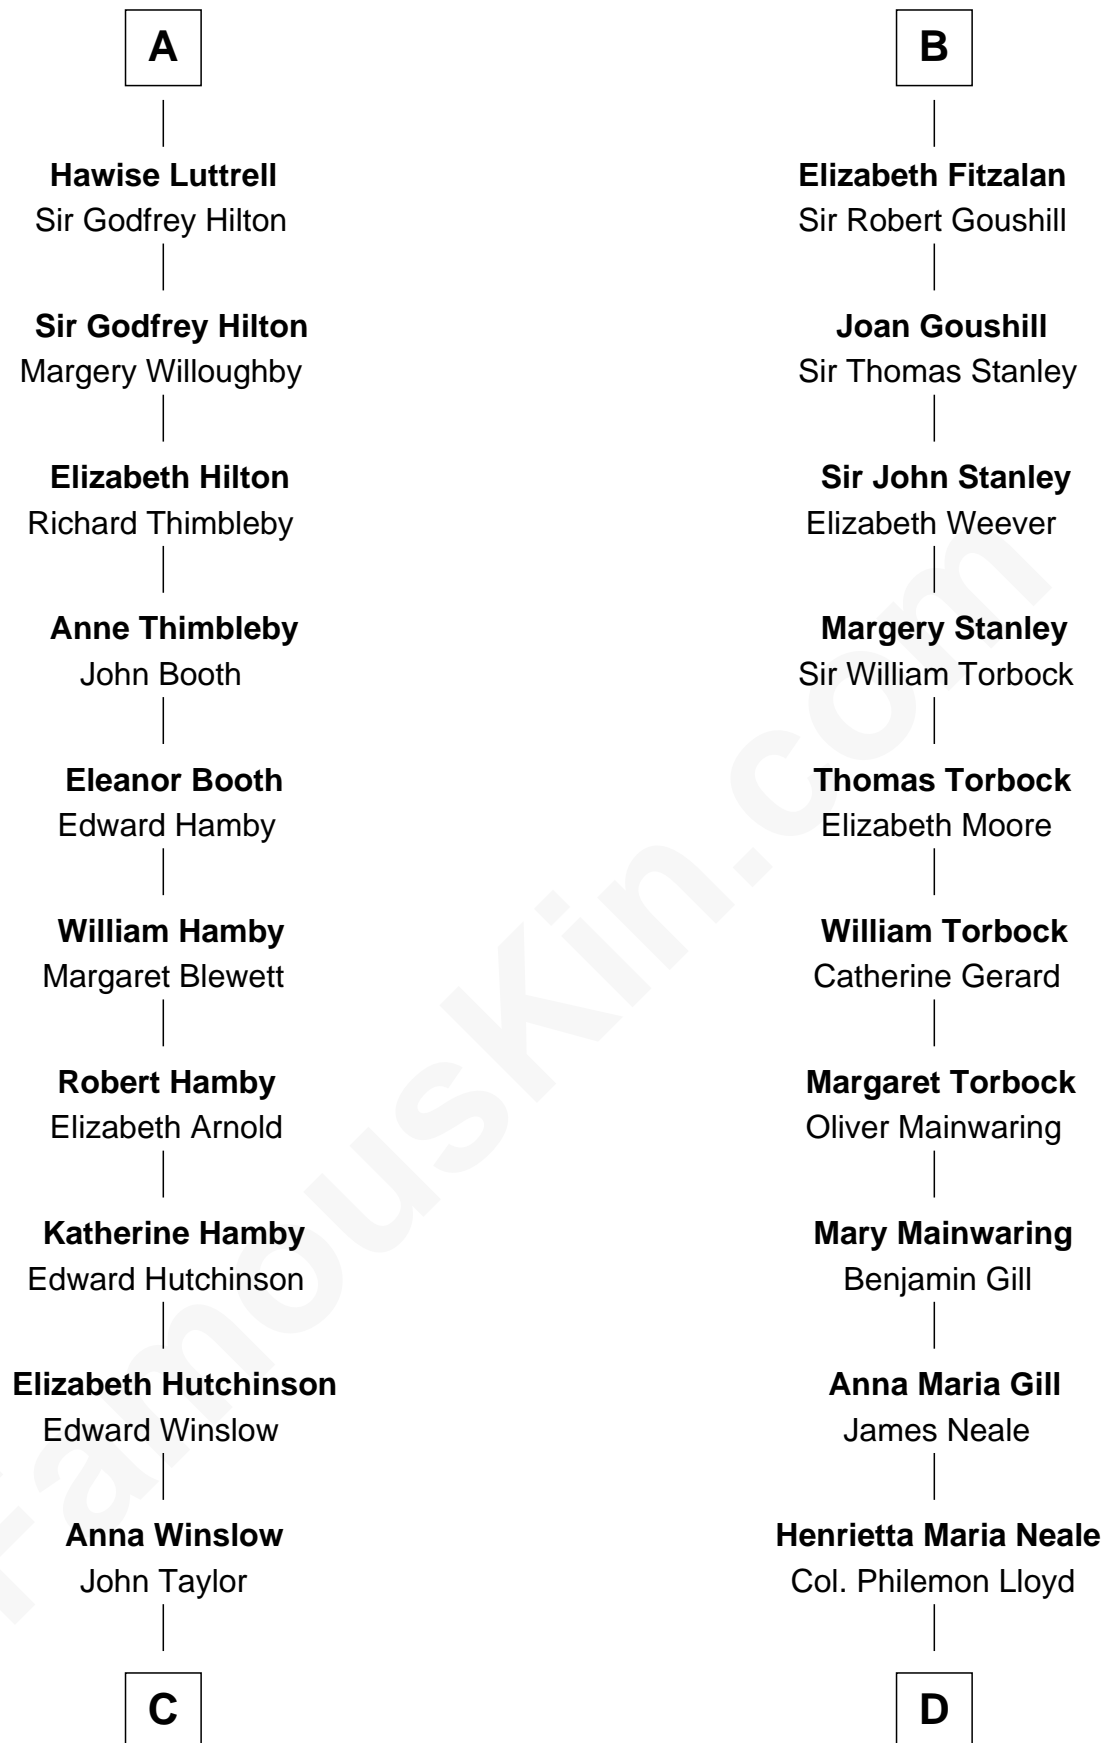 A
Hawise Luttrell
Sir Godfrey Hilton
Sir Godfrey Hilton
Margery Willoughby
Elizabeth Hilton
Richard Thimbleby
Anne Thimbleby
John Booth
Eleanor Booth
Edward Hamby
William Hamby
Margaret Blewett
Robert Hamby
Elizabeth Arnold
Katherine Hamby
Edward Hutchinson
Elizabeth Hutchinson
Edward Winslow
Anna Winslow
John Taylor
C
B
Elizabeth Fitzalan
Sir Robert Goushill
Joan Goushill
Sir Thomas Stanley
Sir John Stanley
Elizabeth Weever
Margery Stanley
Sir William Torbock
Thomas Torbock
Elizabeth Moore
William Torbock
Catherine Gerard
Margaret Torbock
Oliver Mainwaring
Mary Mainwaring
Benjamin Gill
Anna Maria Gill
James Neale
Henrietta Maria Neale
Col. Philemon Lloyd
D
FamousKin.com